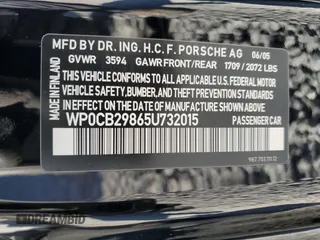 MFD BY DR. ING. H.C. F. PORSCHE AG 06/05
GVWR 3594 GAWR FRONT/REAR 1709 / 2072 LBS
MADE IN FINLAND
THIS VEHICLE CONFORMS TO ALL APPLICABLE U.S. FEDERAL MOTOR
VEHICLE SAFETY, BUMPER, AND THEFT PREVENTION STANDARDS IN
EFFECT ON THE DATE OF MANUFACTURE SHOWN ABOVE.
WP0CB29865U732015 PASSENGER CAR
DREAMBID